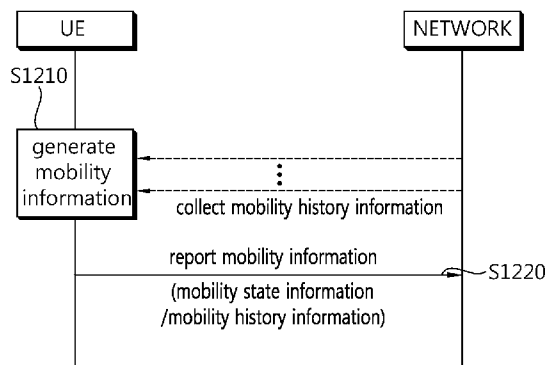 UE
NETWORK
S1210
generate
mobility
information
collect mobility history information
report mobility information
S1220
(mobility state information
/mobility history information)